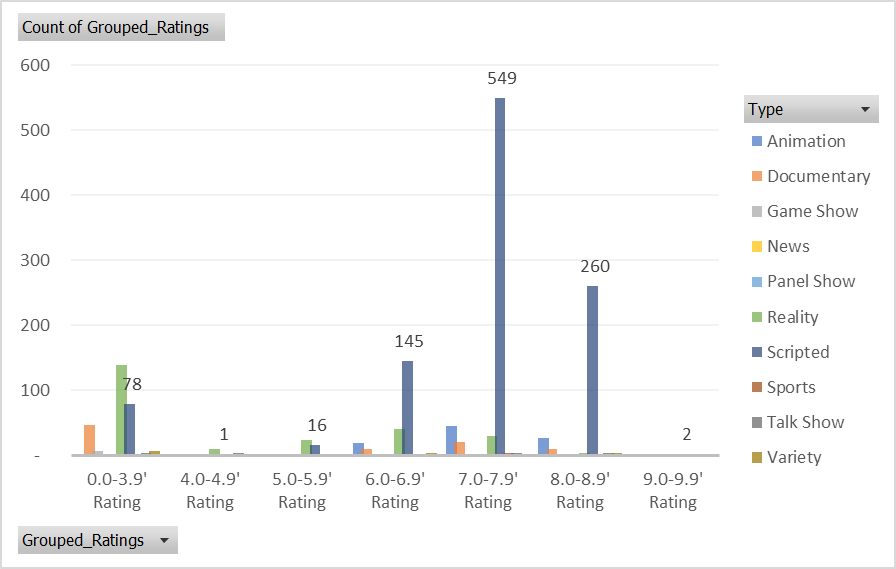 Count of Grouped_Ratings
600
500
400
300
200
100
-
78
1
16
145
549
260
2
0.0-3.9'
Rating
4.0-4.9'
Rating
5.0-5.9'
Rating
6.0-6.9'
Rating
7.0-7.9'
Rating
8.0-8.9'
Rating
9.0-9.9'
Rating
Type
Animation
Documentary
Game Show
News
Panel Show
Reality
Scripted
Sports
Talk Show
Variety
Grouped_Ratings